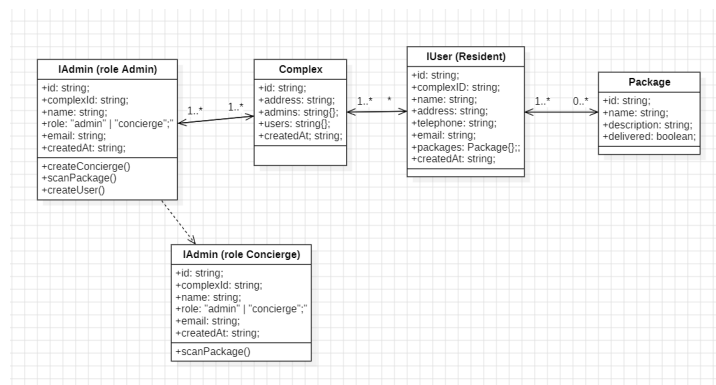 IAdmin (role Admin)
+id: string;
+complexId: string;
+name: string;
+role: "admin" | "concierge";"
+email: string;
+createdAt: string;
+createConcierge()
+scanPackage()
+createUser()
1..*
1..*
Complex
+id: string;
+address: string;
+admins: string{};
+users: string{};
+createdAt: string;
1..*
*
IUser (Resident)
+id: string;
+complexID: string;
+name: string;
+address: string;
+telephone: string;
+email: string;
+packages: Package{};;
+createdAt: string;
1..*
0..*
Package
+id: string;
+name: string;
+description: string;
+delivered: boolean;
IAdmin (role Concierge)
+id: string;
+complexId: string;
+name: string;
+role: "admin" | "concierge";"
+email: string;
+createdAt: string;
+scanPackage()